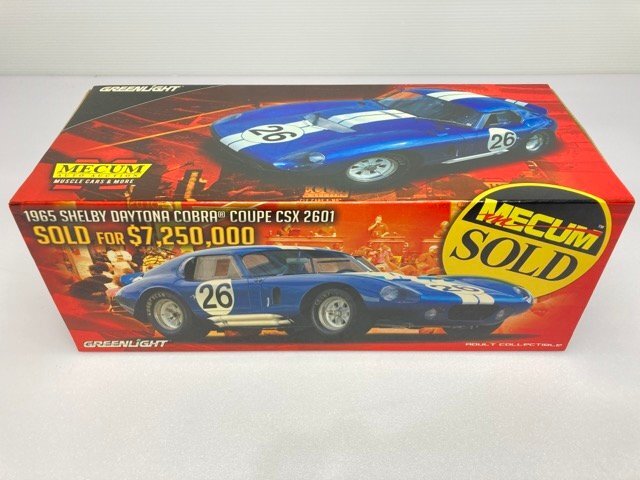 GREENLIGHT
26
26
MECUM
MUSCLE CARS & MORE
1965 SHELBY DAYTONA COBRA® COUPE CSX 2601
SOLD FOR $7,250,000
MECUM
SOLD
26
GREENLIGHT
ADULT COLLECTIBLE